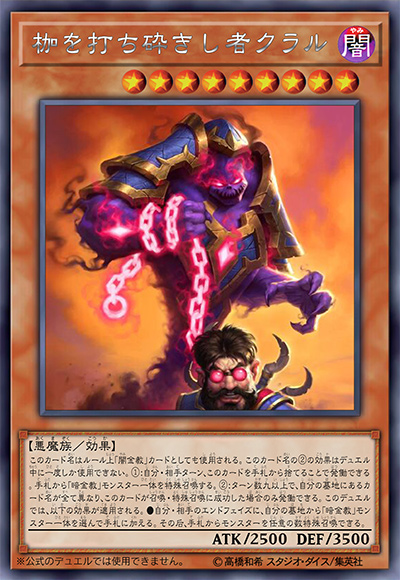 枷を打ち砕きし者クラル
やみ
闇
あくまぞく こうか
【悪魔族／効果】
このカード名はルール上「闇金教」カードとしても使用される。このカード名の②の効果はデュエル
中に一度しか使用できない。①:自分・相手ターン、このカードを手札から捨てることで発動できる。
手札から「暗金教」モンスター一体を特殊召喚する。②:ターン数九以上で、自分の墓地にある
カード名が全て異なり、このカードが召喚・特殊召喚に成功した場合のみ発動できる。このデュエル
では、以下の効果が適用される。●自分・相手のエンドフェイズに、自分の墓地から「暗金教」モ
ンスター一体を選んで手札に加える。その後、手札からモンスターを任意の数特殊召喚できる。
ATK/2500 DEF/3500
※公式のデュエルでは使用できません。
©高橋和希 スタジオ・ダイス/集英社